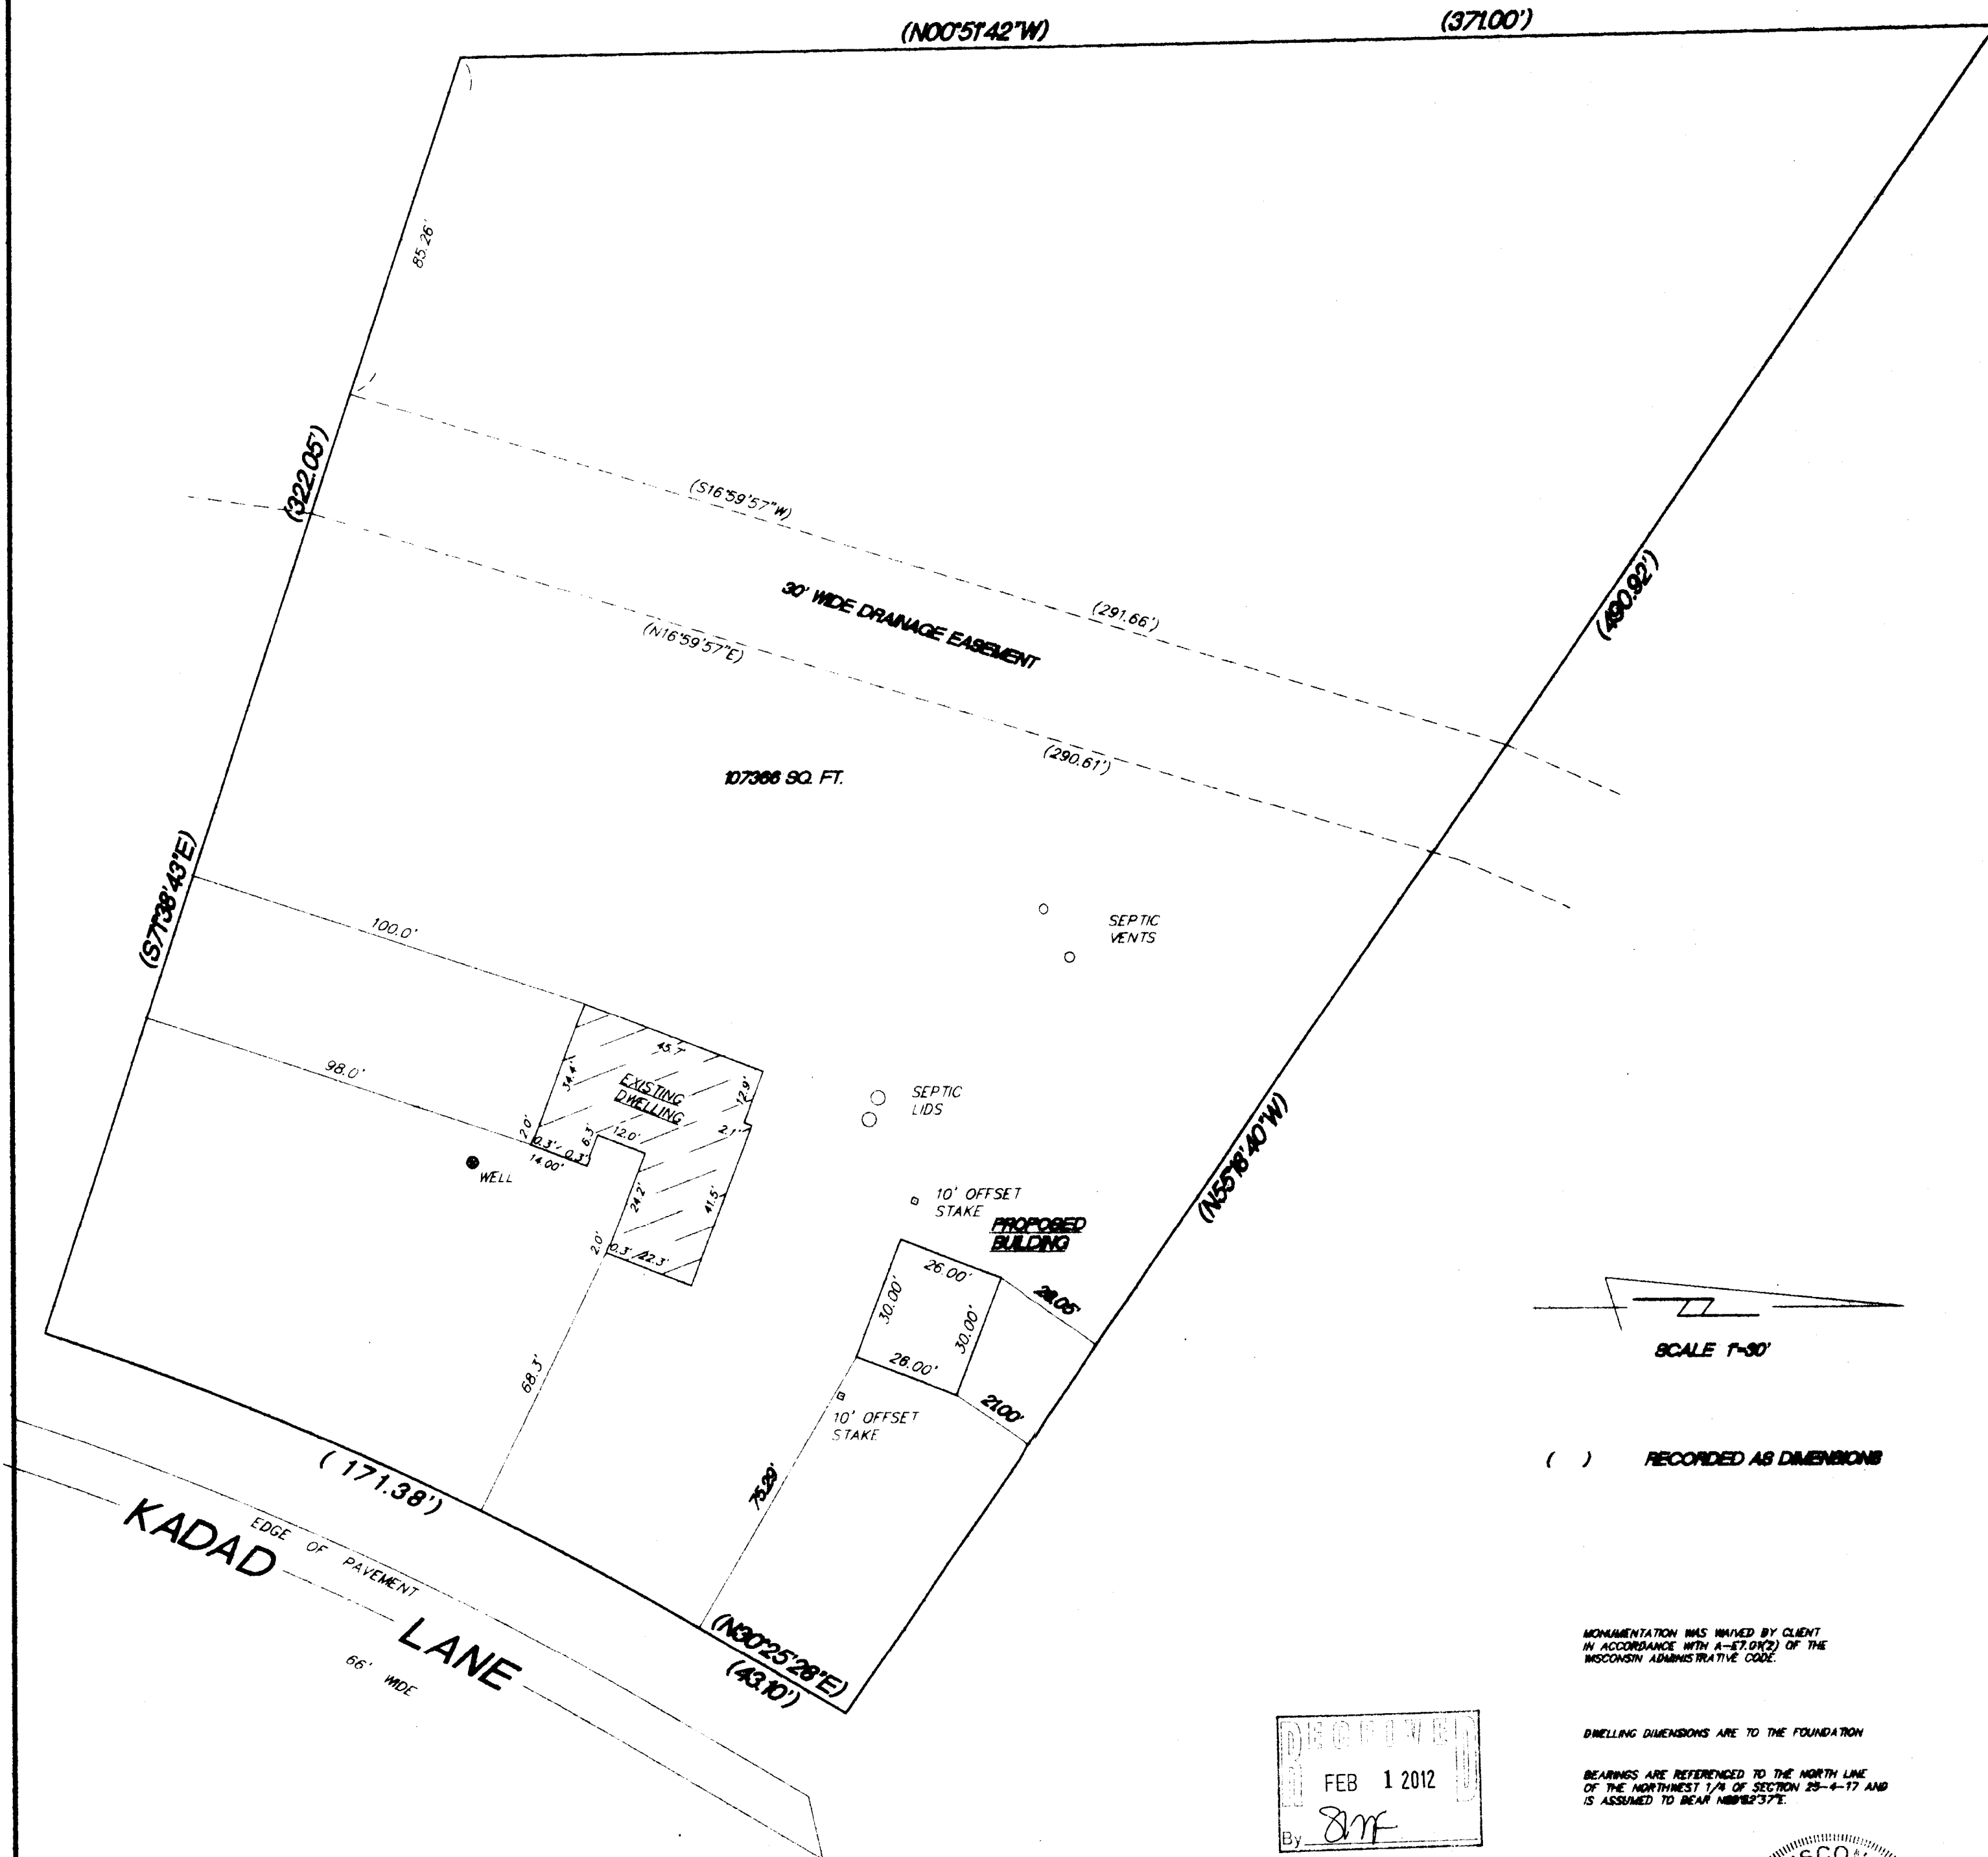 (N00°51'42"W) (371.00')
85.26'
(322.05')
(S16°59'57"W)
(291.66')
30' WIDE DRAINAGE EASEMENT
(490.92')
(N16°59'57"E)
(290.61')
107366 SQ. FT.
(S71°38'43"E)
100.0'
SEPTIC
VENTS
98.0'
45.7'
34.4'
EXISTING
DWELLING
12.9'
2.1'
SEPTIC
LIDS
2.0'
0.3'
0.3'
6.3'
12.0'
14.00'
WELL
24.2'
41.5'
2.0'
0.3'
22.3'
(N55°18'40"W)
10' OFFSET
STAKE
PROPOSED
BUILDING
26.00'
30.00'
30.00'
26.00'
28.05'
21.00'
68.3'
10' OFFSET
STAKE
75.29'
SCALE 1"=30'
( ) RECORDED AS DIMENSIONS
(171.38')
KADAD LANE
EDGE OF PAVEMENT
66' WIDE
(N30°25'28"E)
(43.10')
MONUMENTATION WAS WAIVED BY CLIENT
IN ACCORDANCE WITH A-E7.01(2) OF THE
WISCONSIN ADMINISTRATIVE CODE.
DWELLING DIMENSIONS ARE TO THE FOUNDATION
BEARINGS ARE REFERENCED TO THE NORTH LINE
OF THE NORTHWEST 1/4 OF SECTION 25-4-17 AND
IS ASSUMED TO BEAR
RECEIVED
FEB 1 2012
By